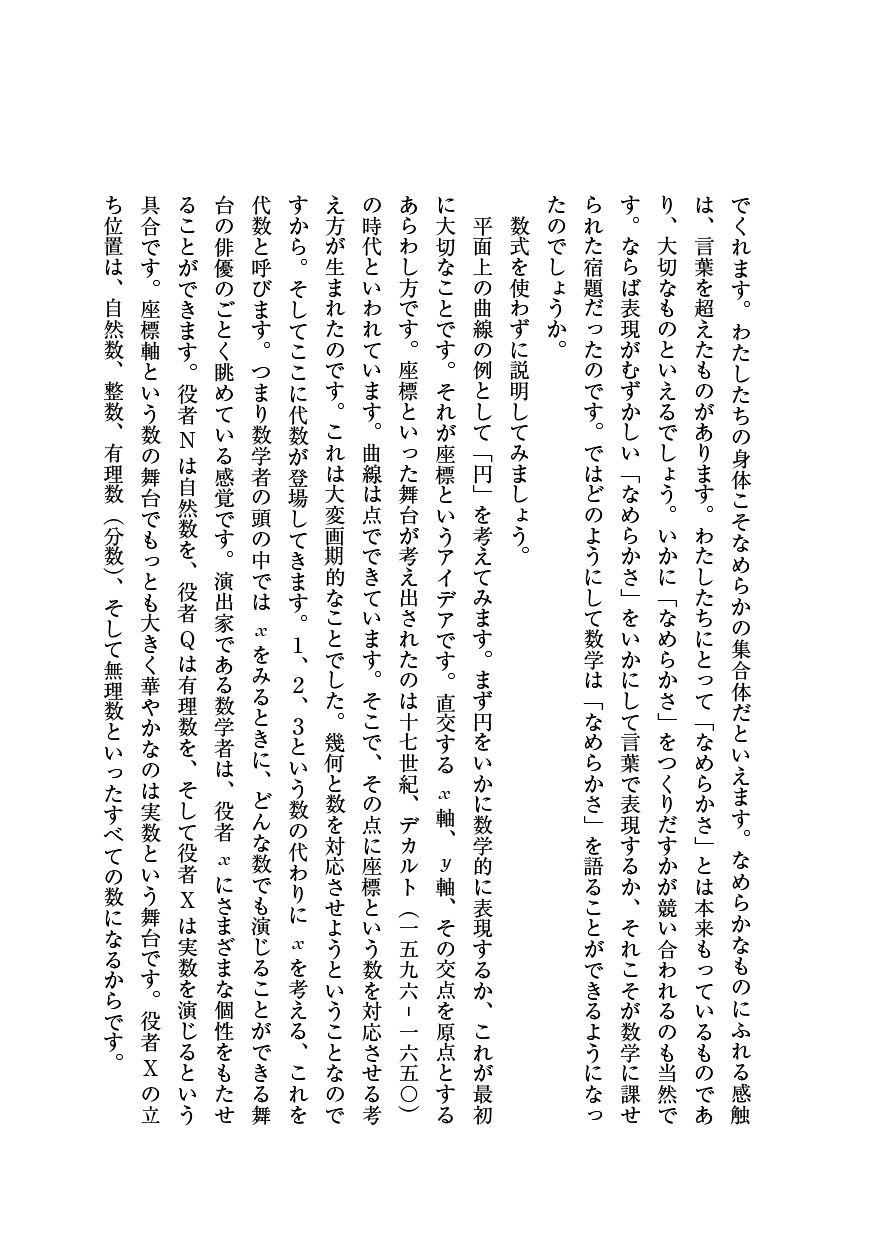 でくれます。わたしたちの身体こそなめらかの集合体だといえます。なめらかなものにふれる感触
は、言葉を超えたものがあります。わたしたちにとって「なめらかさ」とは本来もっているものであ
り、大切なものといえるでしょう。いかに「なめらかさ」をつくりだすかが競い合われるのも当然で
す。ならば表現がむずかしい「なめらかさ」をいかにして言葉で表現するか、それこそが数学に課せ
られた宿題だったのです。ではどのようにして数学は「なめらかさ」を語ることができるようになっ
たのでしょうか。
数式を使わずに説明してみましょう。
平面上の曲線の例として「円」を考えてみます。まず円をいかに数学的に表現するか、これが最初
に大切なことです。それが座標というアイデアです。直交するx軸、y軸、その交点を原点とする
あらわし方です。座標といった舞台が考え出されたのは十七世紀、デカルト（一五九六-一六五〇）
の時代といわれています。曲線は点でできています。そこで、その点に座標という数を対応させる考
え方が生まれたのです。これは大変画期的なことでした。幾何と数を対応させようということなので
すから。そしてここに代数が登場してきます。1、2、3という数の代わりにxを考える、これを
代数と呼びます。つまり数学者の頭の中ではxをみるときに、どんな数でも演じることができる舞
台の俳優のごとく眺めている感覚です。演出家である数学者は、役者xにさまざまな個性をもたせ
ることができます。役者Nは自然数を、役者Qは有理数を、そして役者Xは実数を演じるという
具合です。座標軸という数の舞台でもっとも大きく華やかなのは実数という舞台です。役者Xの立
ち位置は、自然数、整数、有理数（分数）、そして無理数といったすべての数になるからです。